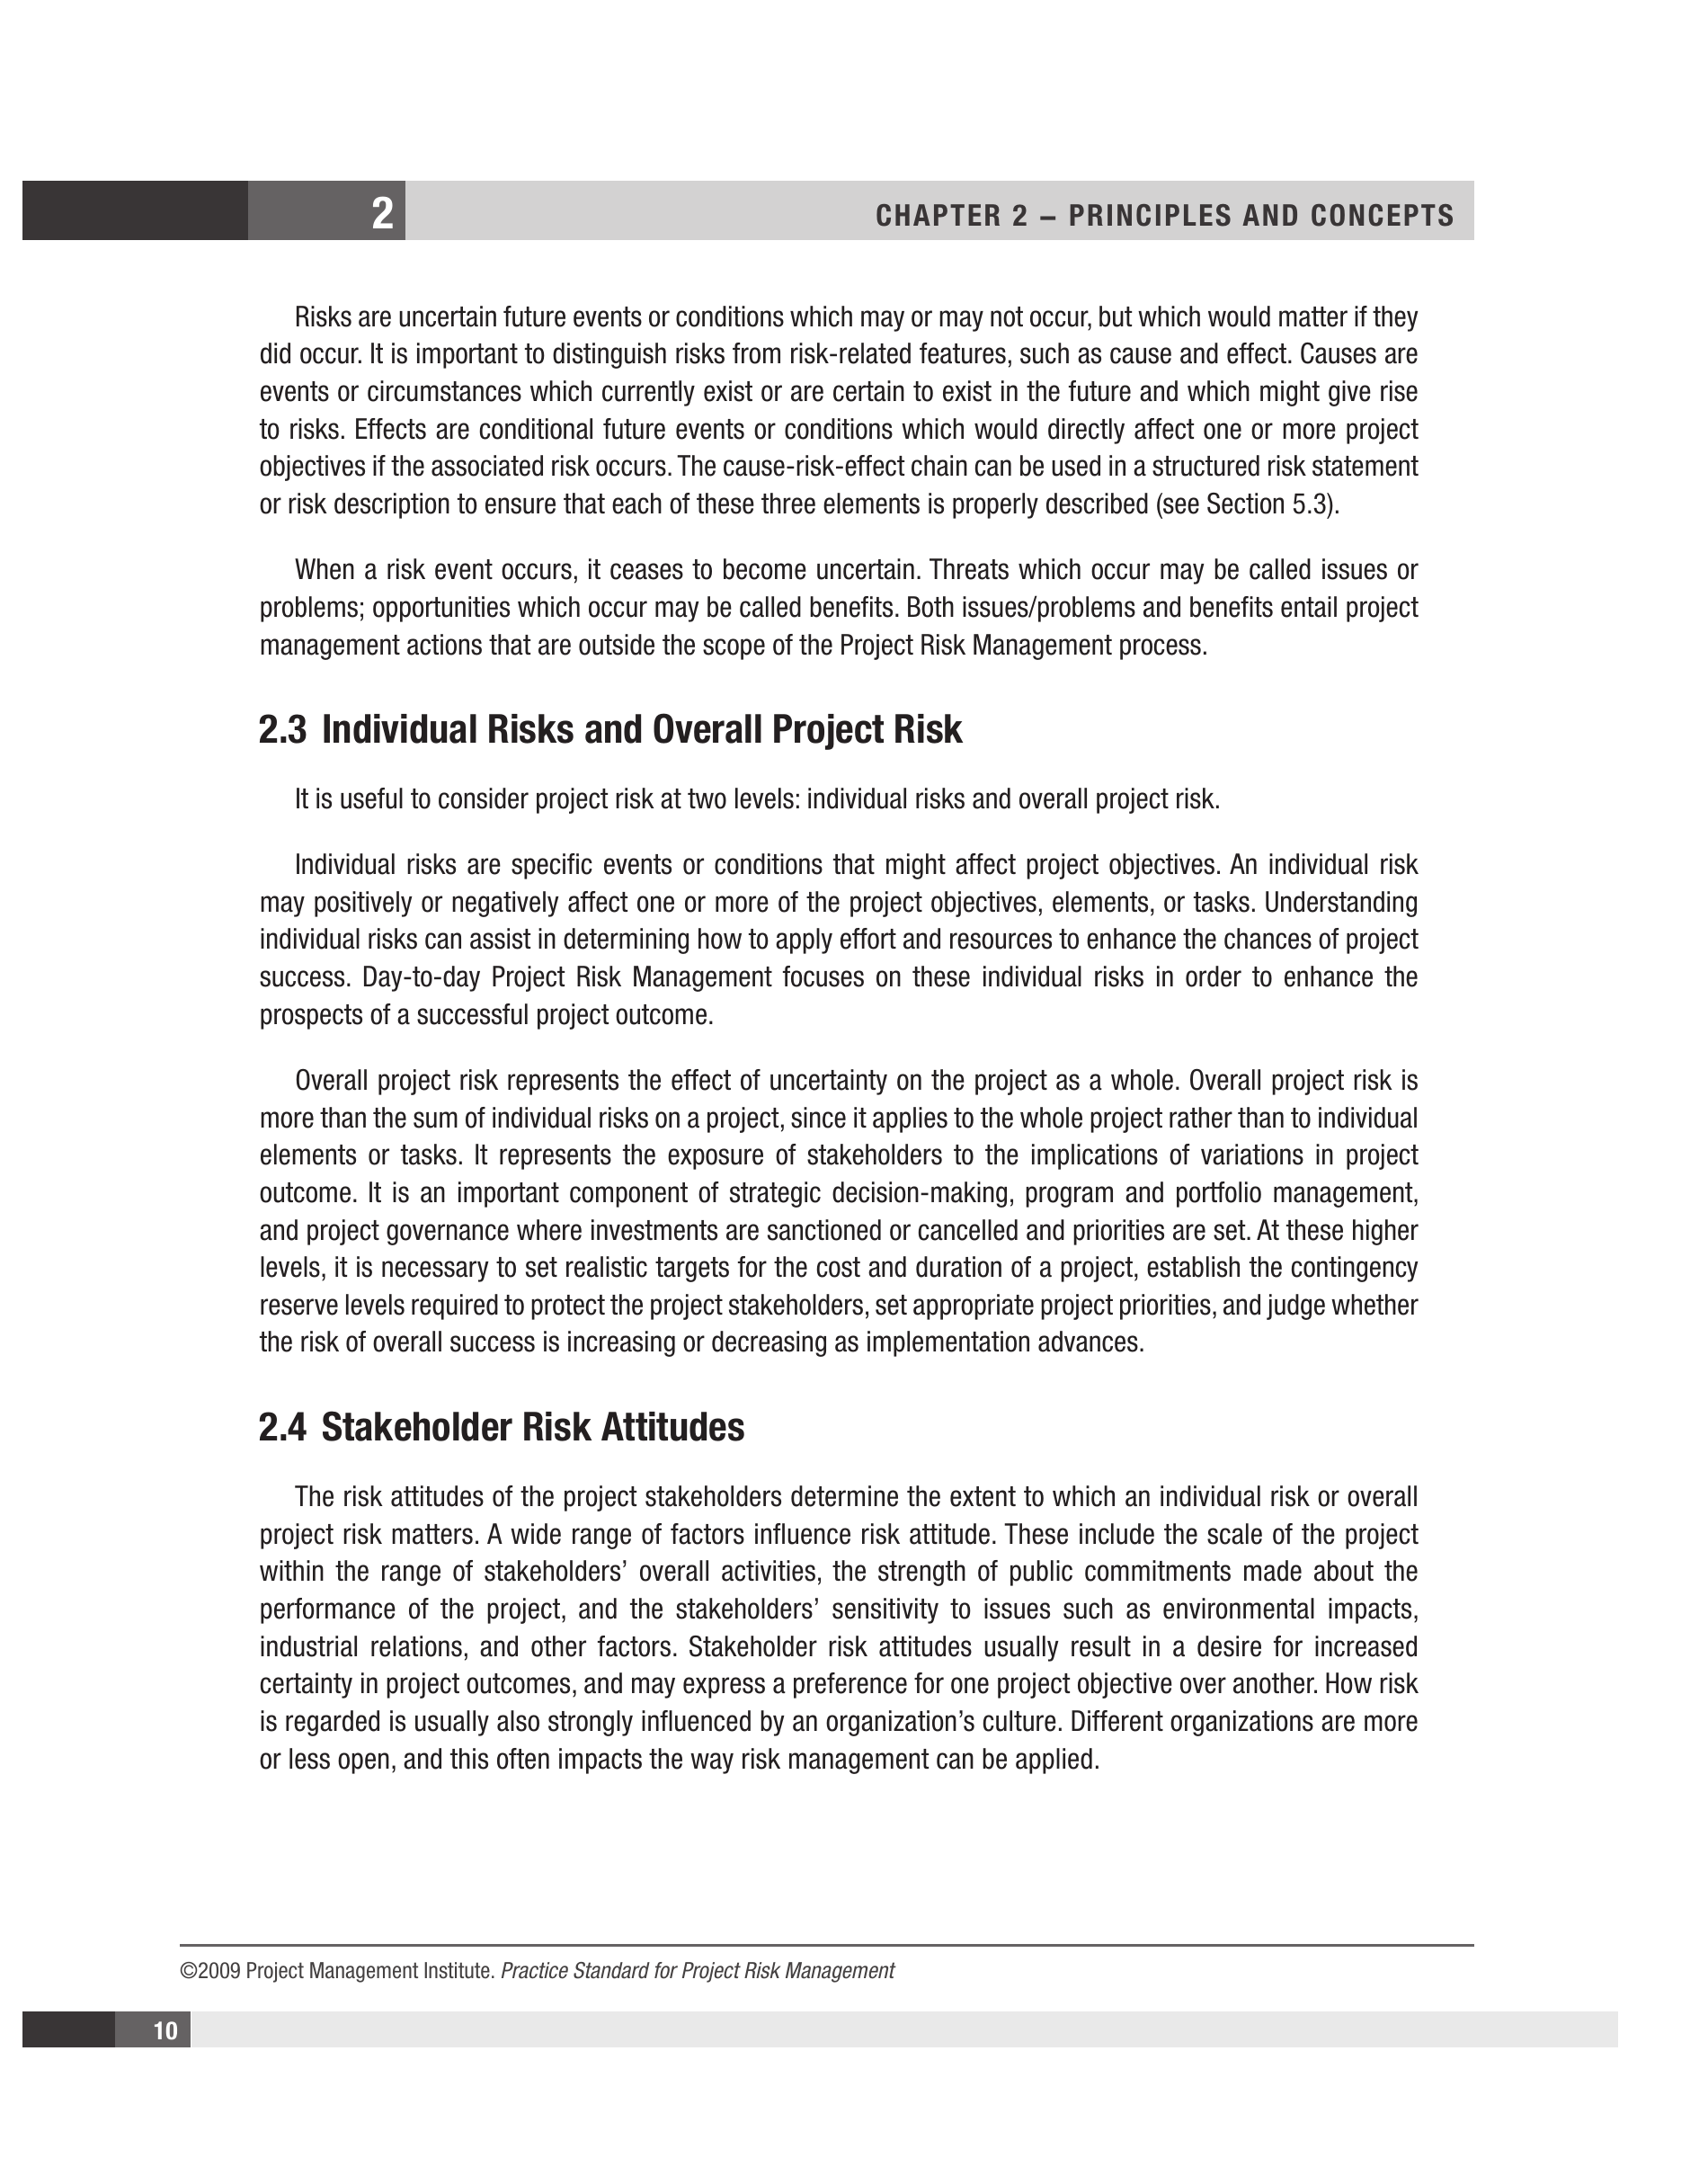 2
CHAPTER 2 – PRINCIPLES AND CONCEPTS
Risks are uncertain future events or conditions which may or may not occur, but which would matter if they
did occur. It is important to distinguish risks from risk-related features, such as cause and effect. Causes are
events or circumstances which currently exist or are certain to exist in the future and which might give rise
to risks. Effects are conditional future events or conditions which would directly affect one or more project
objectives if the associated risk occurs. The cause-risk-effect chain can be used in a structured risk statement
or risk description to ensure that each of these three elements is properly described (see Section 5.3).
When a risk event occurs, it ceases to become uncertain. Threats which occur may be called issues or
problems; opportunities which occur may be called benefits. Both issues/problems and benefits entail project
management actions that are outside the scope of the Project Risk Management process.
2.3 Individual Risks and Overall Project Risk
It is useful to consider project risk at two levels: individual risks and overall project risk.
Individual risks are specific events or conditions that might affect project objectives. An individual risk
may positively or negatively affect one or more of the project objectives, elements, or tasks. Understanding
individual risks can assist in determining how to apply effort and resources to enhance the chances of project
success. Day-to-day Project Risk Management focuses on these individual risks in order to enhance the
prospects of a successful project outcome.
Overall project risk represents the effect of uncertainty on the project as a whole. Overall project risk is
more than the sum of individual risks on a project, since it applies to the whole project rather than to individual
elements or tasks. It represents the exposure of stakeholders to the implications of variations in project
outcome. It is an important component of strategic decision-making, program and portfolio management,
and project governance where investments are sanctioned or cancelled and priorities are set. At these higher
levels, it is necessary to set realistic targets for the cost and duration of a project, establish the contingency
reserve levels required to protect the project stakeholders, set appropriate project priorities, and judge whether
the risk of overall success is increasing or decreasing as implementation advances.
2.4 Stakeholder Risk Attitudes
The risk attitudes of the project stakeholders determine the extent to which an individual risk or overall
project risk matters. A wide range of factors influence risk attitude. These include the scale of the project
within the range of stakeholders’ overall activities, the strength of public commitments made about the
performance of the project, and the stakeholders’ sensitivity to issues such as environmental impacts,
industrial relations, and other factors. Stakeholder risk attitudes usually result in a desire for increased
certainty in project outcomes, and may express a preference for one project objective over another. How risk
is regarded is usually also strongly influenced by an organization’s culture. Different organizations are more
or less open, and this often impacts the way risk management can be applied.
©2009 Project Management Institute. Practice Standard for Project Risk Management
10